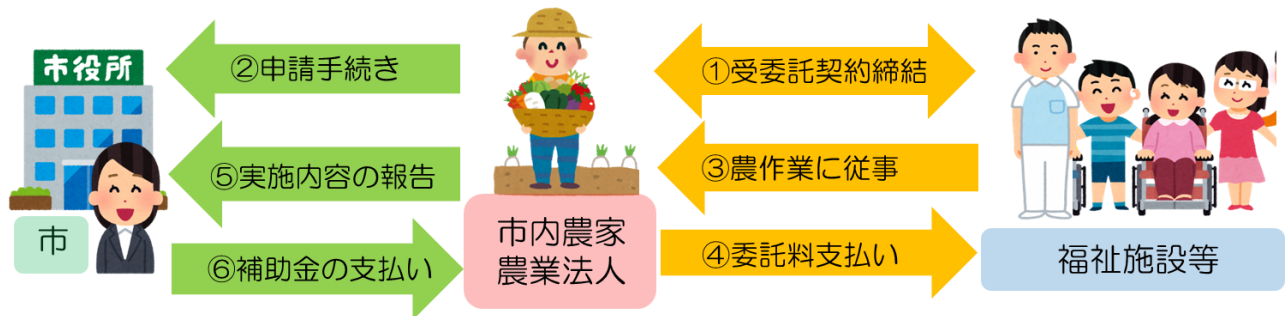 市役所
②申請手続き
①受委託契約締結
⑤実施内容の報告
③農作業に従事
市
市内農家
農業法人
⑥補助金の支払い
④委託料支払い
福祉施設等